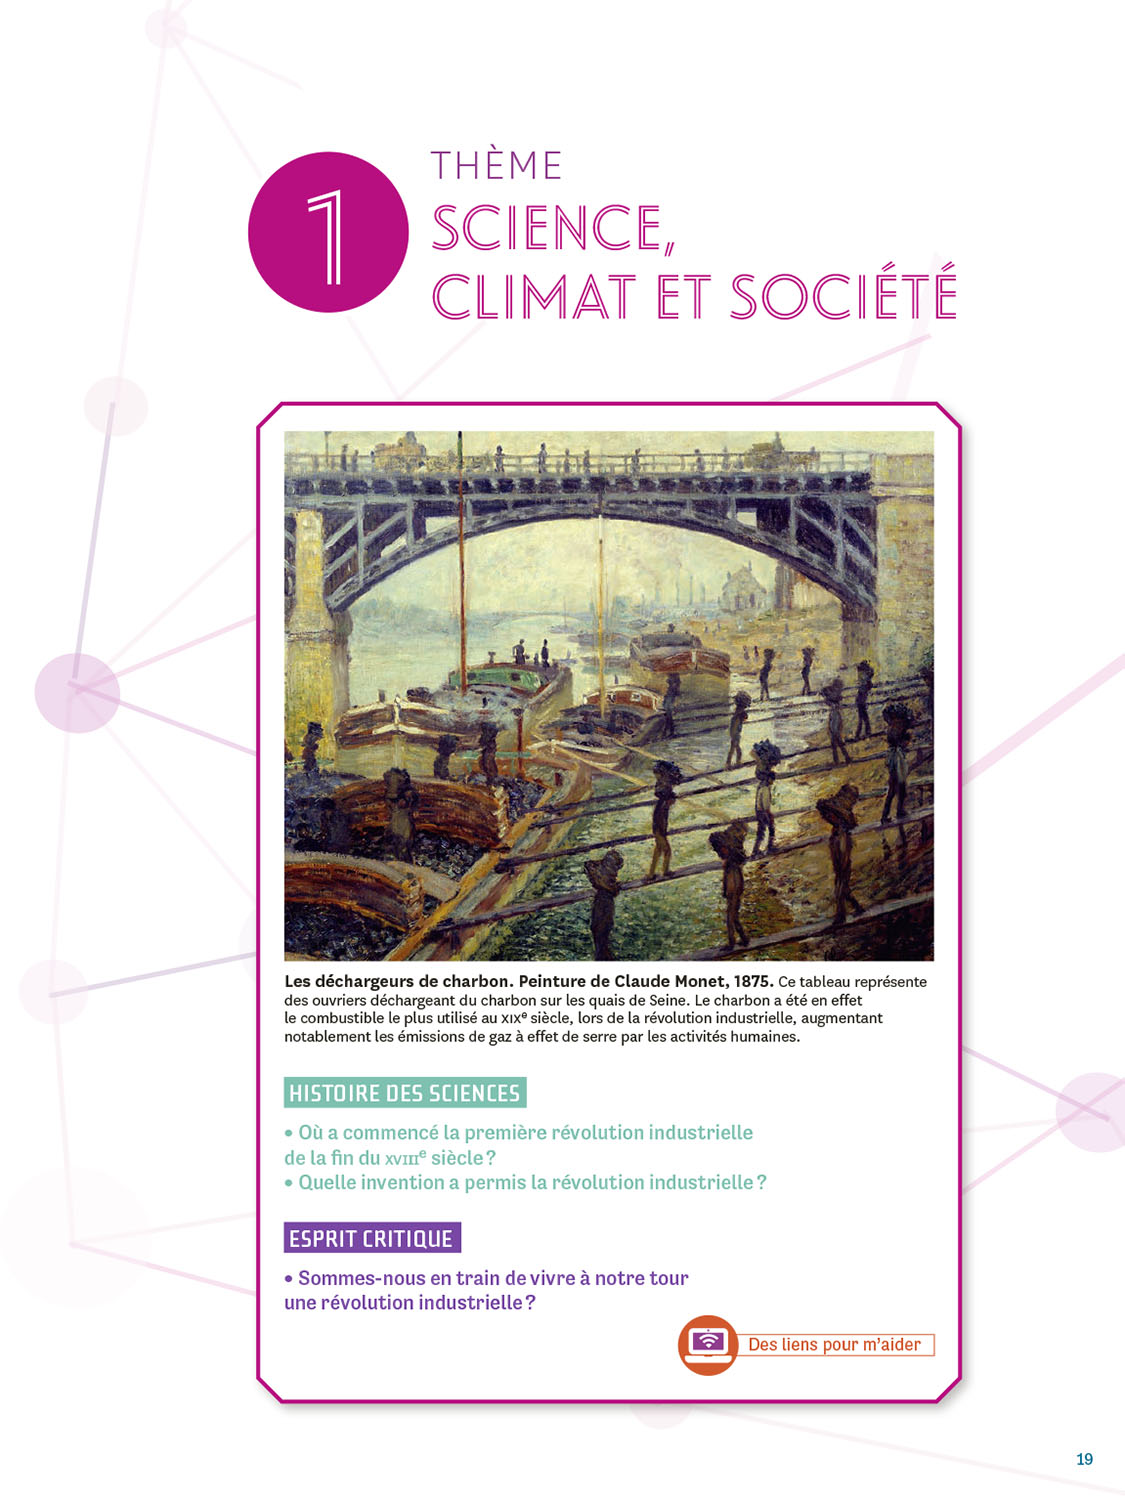 1
THÈME
SCIENCE,
CLIMAT ET SOCIÉTÉ
Les déchargeurs de charbon. Peinture de Claude Monet, 1875. Ce tableau représente
des ouvriers déchargeant du charbon sur les quais de Seine. Le charbon a été en effet
le combustible le plus utilisé au XIXe siècle, lors de la révolution industrielle, augmentant
notablement les émissions de gaz à effet de serre par les activités humaines.
HISTOIRE DES SCIENCES
• Où a commencé la première révolution industrielle
de la fin du XVIIIe siècle ?
• Quelle invention a permis la révolution industrielle ?
ESPRIT CRITIQUE
• Sommes-nous en train de vivre à notre tour
une révolution industrielle ?
Des liens pour m'aider
19